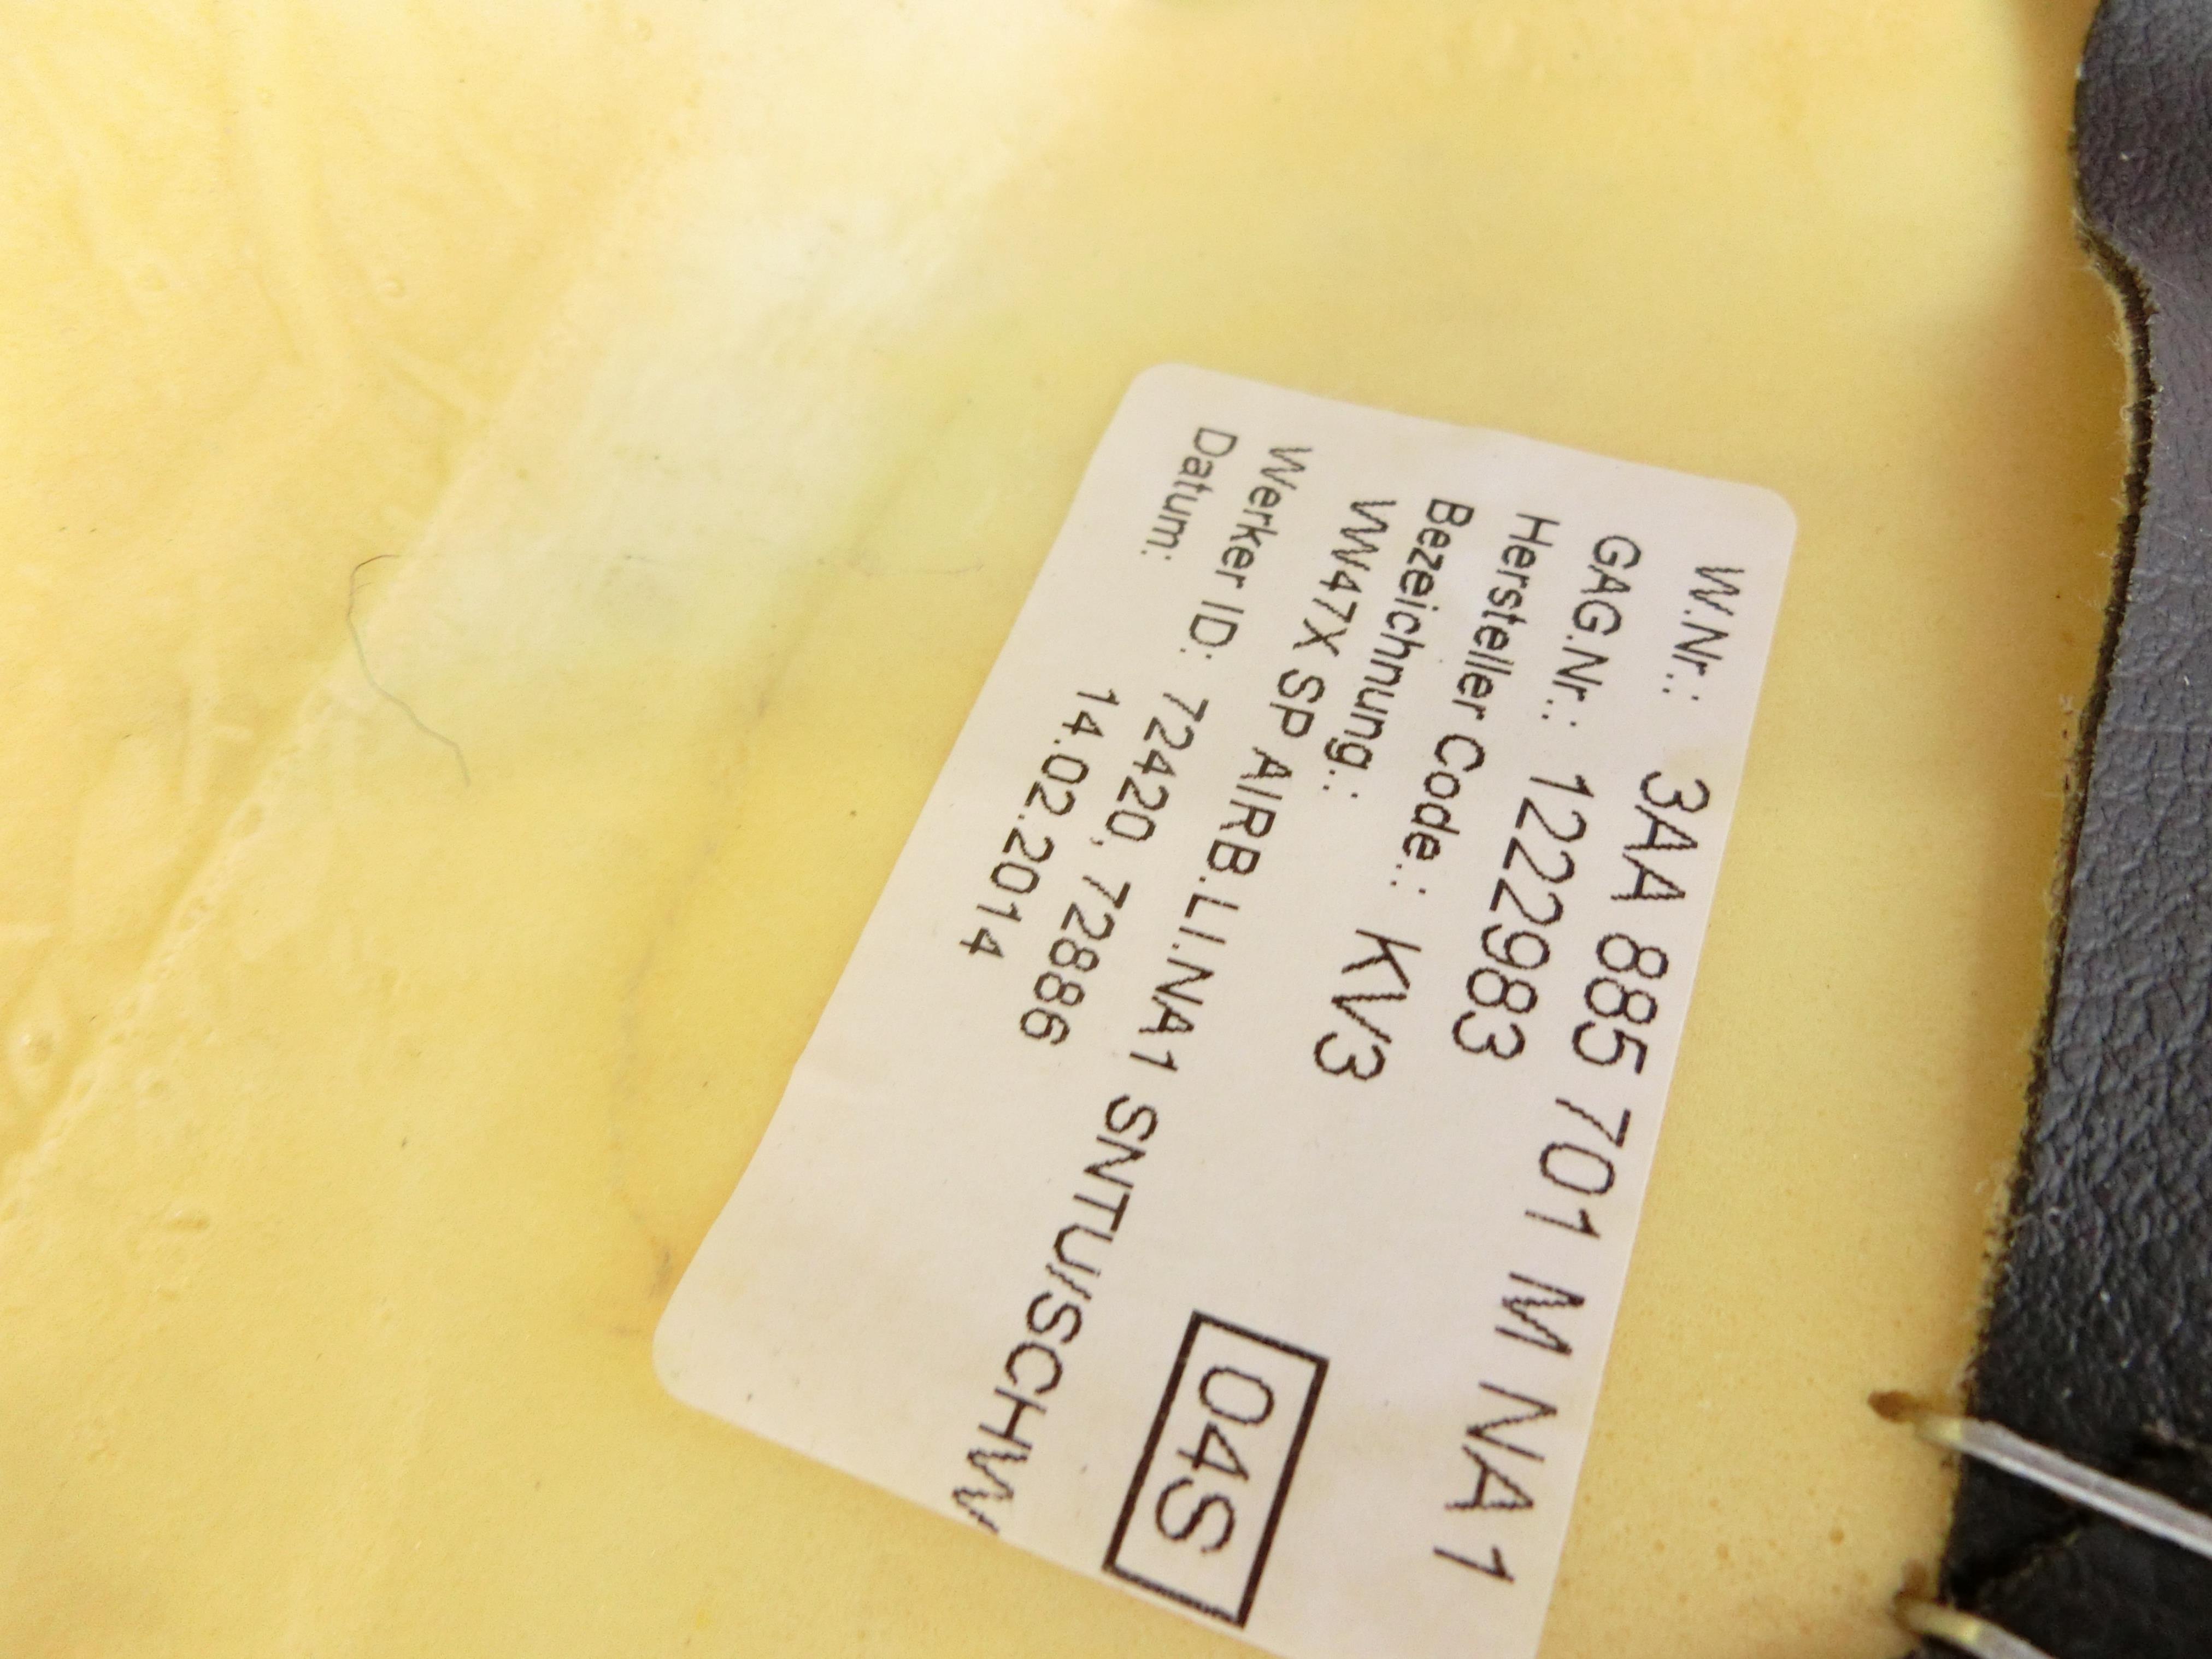 W.Nr.: 3AA 885 701 M NA1
GAG.Nr.: 1222983
Hersteller Code.: KV3
04S
Bezeichnung.:
VW47X SP AIRB.LI.NA1 SNTU/SCHW
Werker ID: 72420, 72886
Datum: 14.02.2014